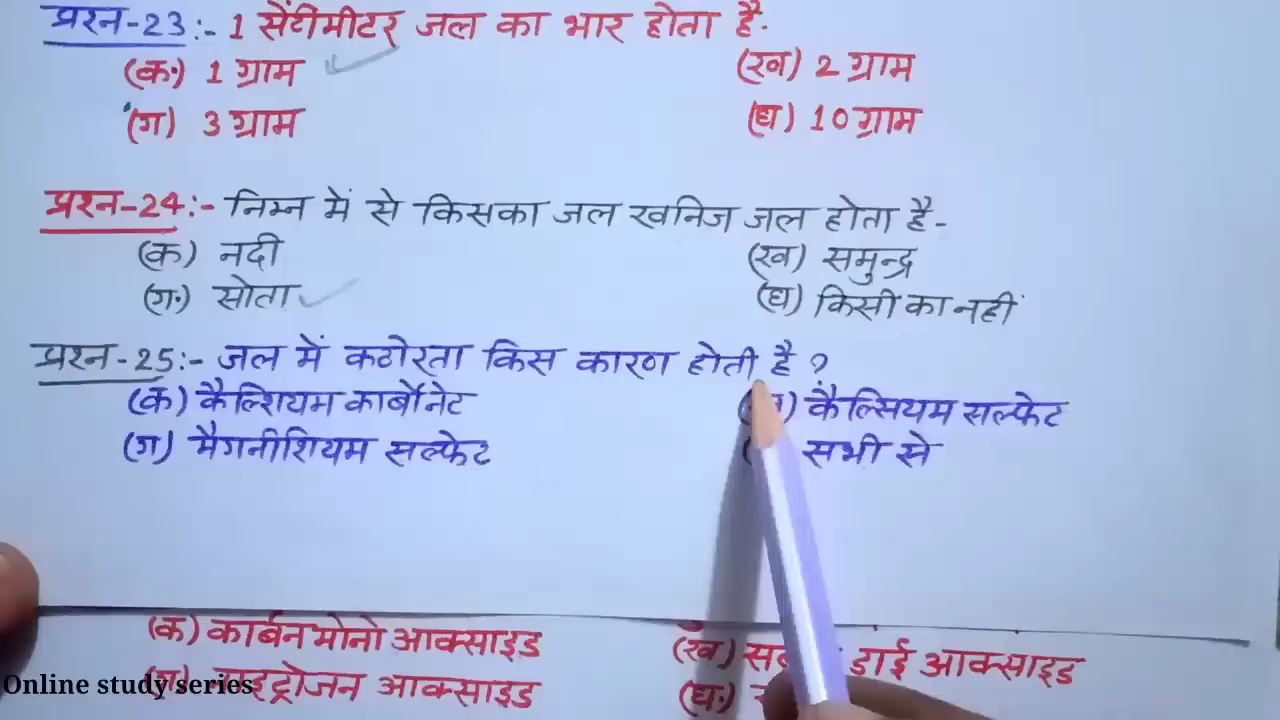 प्रश्न-23:- 1 सेंटीमीटर जल का भार होता है-
(क) 1 ग्राम (ख) 2 ग्राम
(ग) 3 ग्राम (घ) 10 ग्राम
प्रश्न-24:- निम्न में से किसका जल खनिज जल होता है-
(क) नदी (ख) समुन्द्र
(ग) सोता (घ) किसी का नहीं
प्रश्न-25:- जल में कठोरता किस कारण होती है ?
(क) कैल्शियम कार्बोनेट कैल्सियम सल्फेट
(ग) मैगनीशियम सल्फेट सभी से
(क) कार्बन मोनो आक्साइड (ख) डाई आक्साइड
आक्साइड (घ)
Online study series